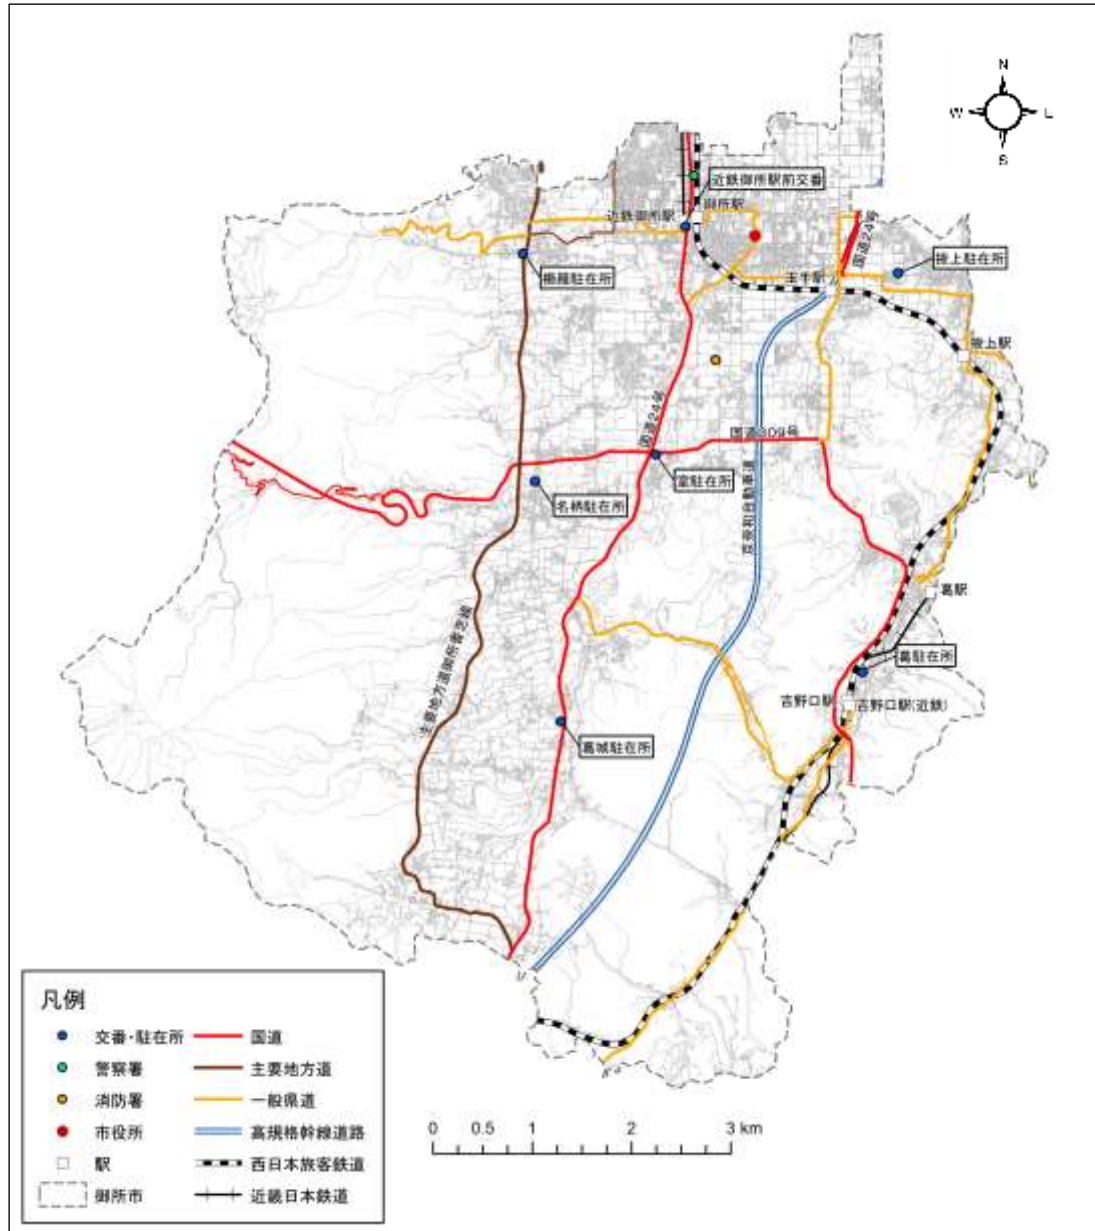 N
W
L
S
近鉄御所駅前交番
近鉄御所駅
御所駅
国道24号
掖上駐在所
櫛羅駐在所
玉手駅
掖上駅
国道24号
国道309号
室駐在所
名柄駐在所
京奈和自動車道
葛駅
主要地方道御所香芝線
葛駐在所
吉野口駅
吉野口駅(近鉄)
葛城駐在所
凡例
交番・駐在所
国道
警察署
主要地方道
消防署
一般県道
市役所
高規格幹線道路
駅
西日本旅客鉄道
御所市
近畿日本鉄道
0 0.5 1 2 3 km